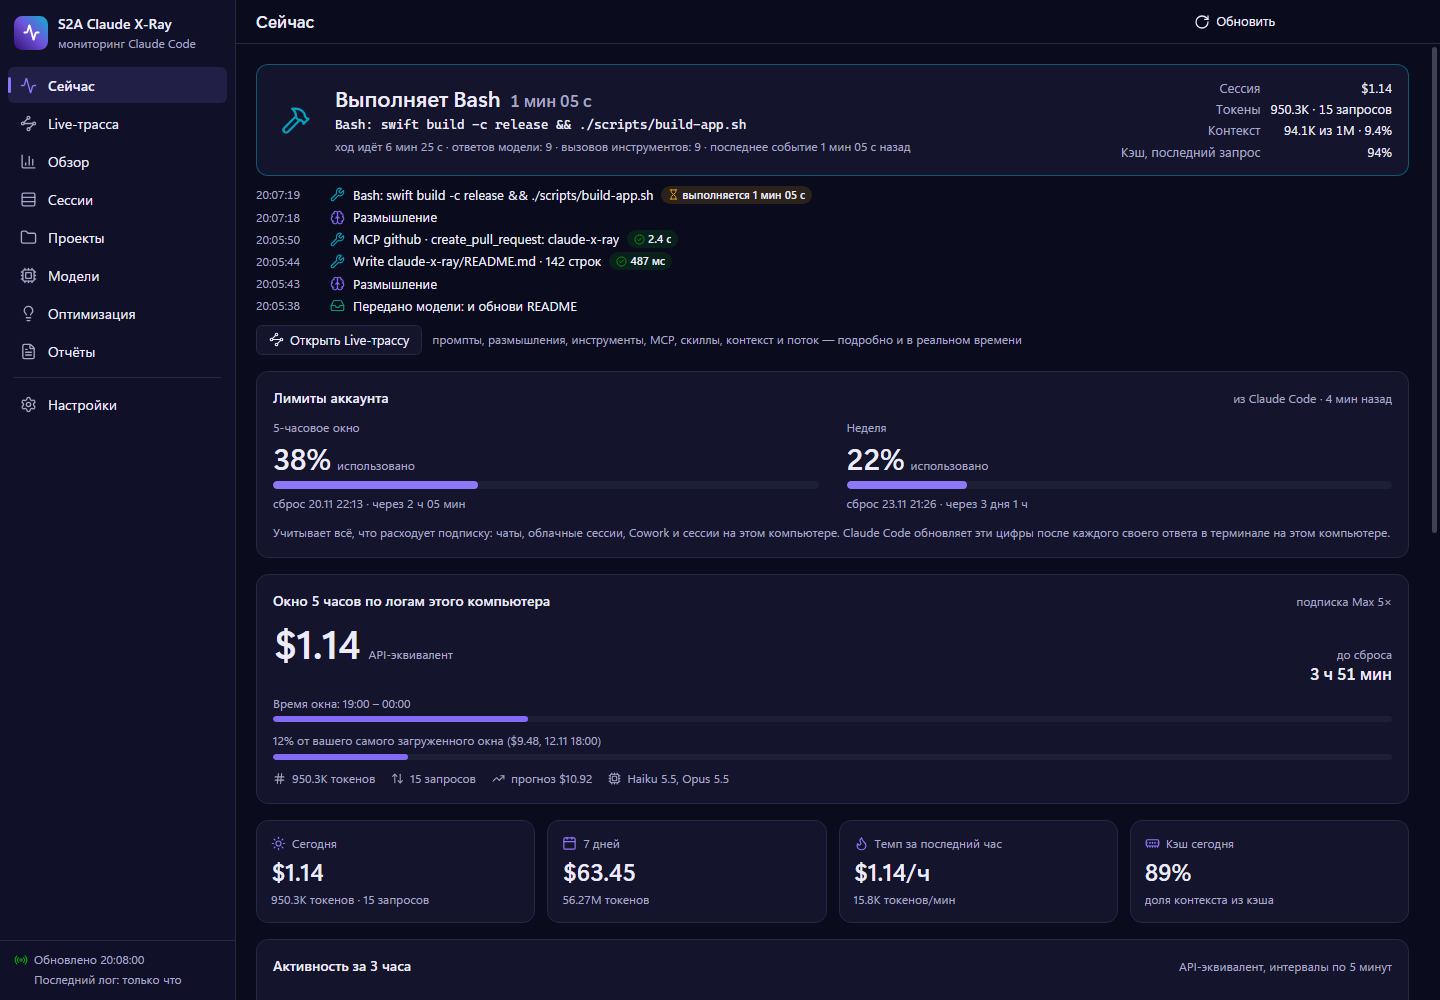 S2A Claude X-Ray
мониторинг Claude Code
Сейчас
Live-трасса
Обзор
Сессии
Проекты
Модели
Оптимизация
Отчёты
Настройки
Обновлено 20:08:00
Последний лог: только что
Сейчас
Обновить
Выполняет Bash 1 мин 05 с
Bash: swift build -c release && ./scripts/build-app.sh
ход идёт 6 мин 25 с · ответов модели: 9 · вызовов инструментов: 9 · последнее событие 1 мин 05 с назад
Сессия $1.14
Токены 950.3K · 15 запросов
Контекст 94.1K из 1M · 9.4%
Кэш, последний запрос 94%
20:07:19 Bash: swift build -c release && ./scripts/build-app.sh выполняется 1 мин 05 с
20:07:18 Размышление
20:05:50 MCP github · create_pull_request: claude-x-ray 2.4 с
20:05:44 Write claude-x-ray/README.md · 142 строк 487 мс
20:05:43 Размышление
20:05:38 Передано модели: и обнови README
Открыть Live-трассу промпты, размышления, инструменты, MCP, скиллы, контекст и поток — подробно и в реальном времени
Лимиты аккаунта из Claude Code · 4 мин назад
5-часовое окно
38% использовано
сброс 20.11 22:13 · через 2 ч 05 мин
Неделя
22% использовано
сброс 23.11 21:26 · через 3 дня 1 ч
Учитывает всё, что расходует подписку: чаты, облачные сессии, Cowork и сессии на этом компьютере. Claude Code обновляет эти цифры после каждого своего ответа в терминале на этом компьютере.
Окно 5 часов по логам этого компьютера подписка Max 5×
$1.14 API-эквивалент
до сброса
3 ч 51 мин
Время окна: 19:00 – 00:00
12% от вашего самого загруженного окна ($9.48, 12.11 18:00)
950.3K токенов 15 запросов прогноз $10.92 Haiku 5.5, Opus 5.5
Сегодня
$1.14
950.3K токенов · 15 запросов
7 дней
$63.45
56.27M токенов
Темп за последний час
$1.14/ч
15.8K токенов/мин
Кэш сегодня
89%
доля контекста из кэша
Активность за 3 часа API-эквивалент, интервалы по 5 минут